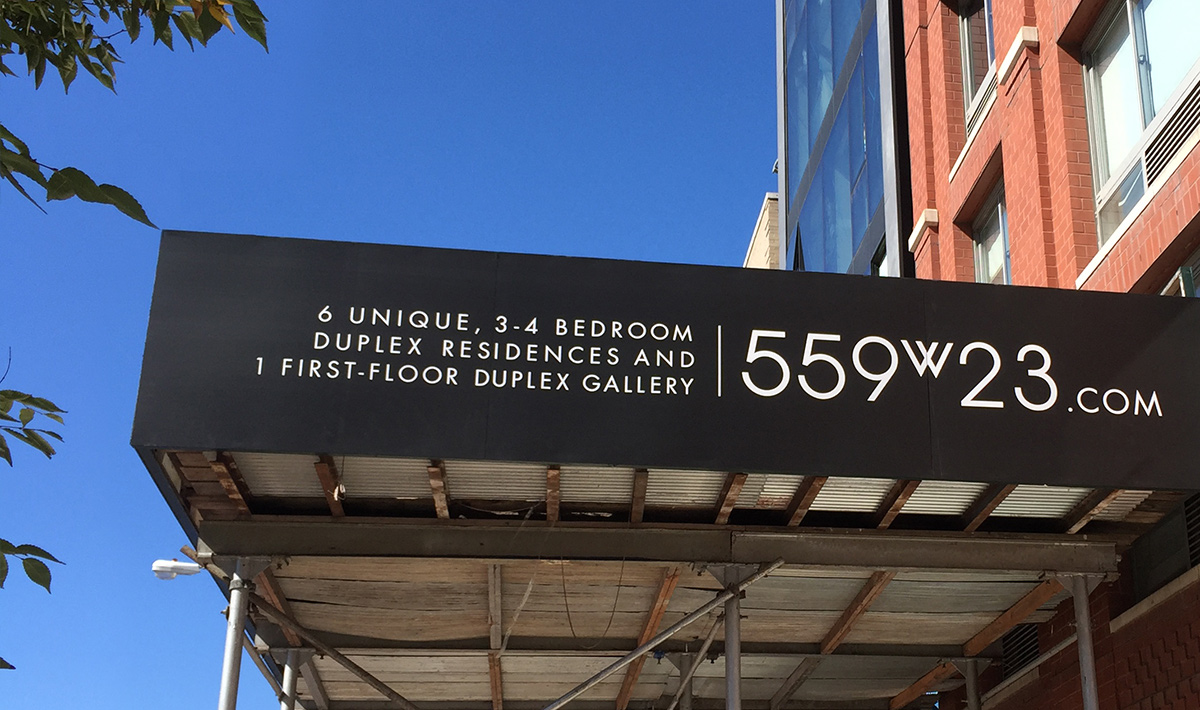 6 UNIQUE, 3-4 BEDROOM
DUPLEX RESIDENCES AND
1 FIRST-FLOOR DUPLEX GALLERY
559W23.COM